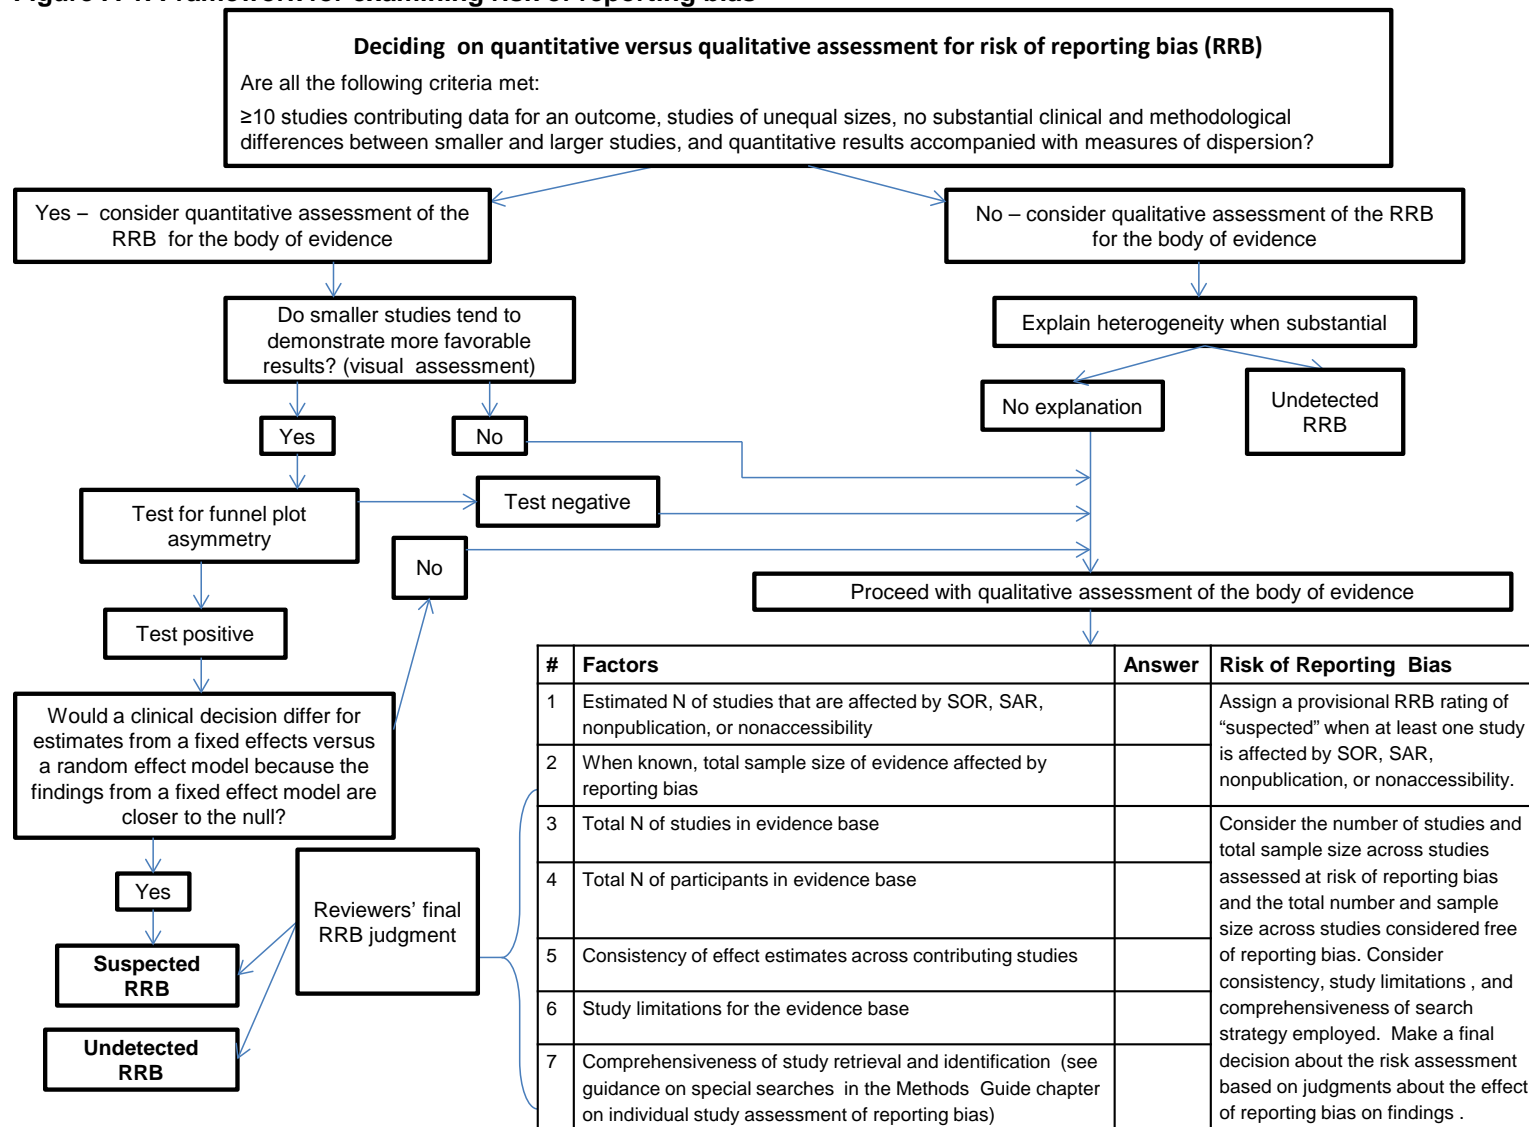 Figure A-1. Framework for examining risk of reporting bias
Deciding on quantitative versus qualitative assessment for risk of reporting bias (RRB)
Are all the following criteria met:
≥10 studies contributing data for an outcome, studies of unequal sizes, no substantial clinical and methodological
differences between smaller and larger studies, and quantitative results accompanied with measures of dispersion?
Yes – consider quantitative assessment of the
RRB for the body of evidence
No – consider qualitative assessment of the RRB
for the body of evidence
Do smaller studies tend to
demonstrate more favorable
results? (visual assessment)
Explain heterogeneity when substantial
Yes
No
No explanation
Undetected
RRB
Test for funnel plot
asymmetry
Test negative
No
Test positive
Proceed with qualitative assessment of the body of evidence
Would a clinical decision differ for
estimates from a fixed effects versus
a random effect model because the
findings from a fixed effect model are
closer to the null?
Yes
Suspected
RRB
Undetected
RRB
Reviewers’ final
RRB judgment
# Factors Answer Risk of Reporting Bias
1 Estimated N of studies that are affected by SOR, SAR,
nonpublication, or nonaccessibility
2 When known, total sample size of evidence affected by
reporting bias
Assign a provisional RRB rating of
“suspected” when at least one study
is affected by SOR, SAR,
nonpublication, or nonaccessibility.
3 Total N of studies in evidence base
4 Total N of participants in evidence base
5 Consistency of effect estimates across contributing studies
6 Study limitations for the evidence base
7 Comprehensiveness of study retrieval and identification (see
guidance on special searches in the Methods Guide chapter
on individual study assessment of reporting bias)
Consider the number of studies and
total sample size across studies
assessed at risk of reporting bias
and the total number and sample
size across studies considered free
of reporting bias. Consider
consistency, study limitations , and
comprehensiveness of search
strategy employed. Make a final
decision about the risk assessment
based on judgments about the effect
of reporting bias on findings .